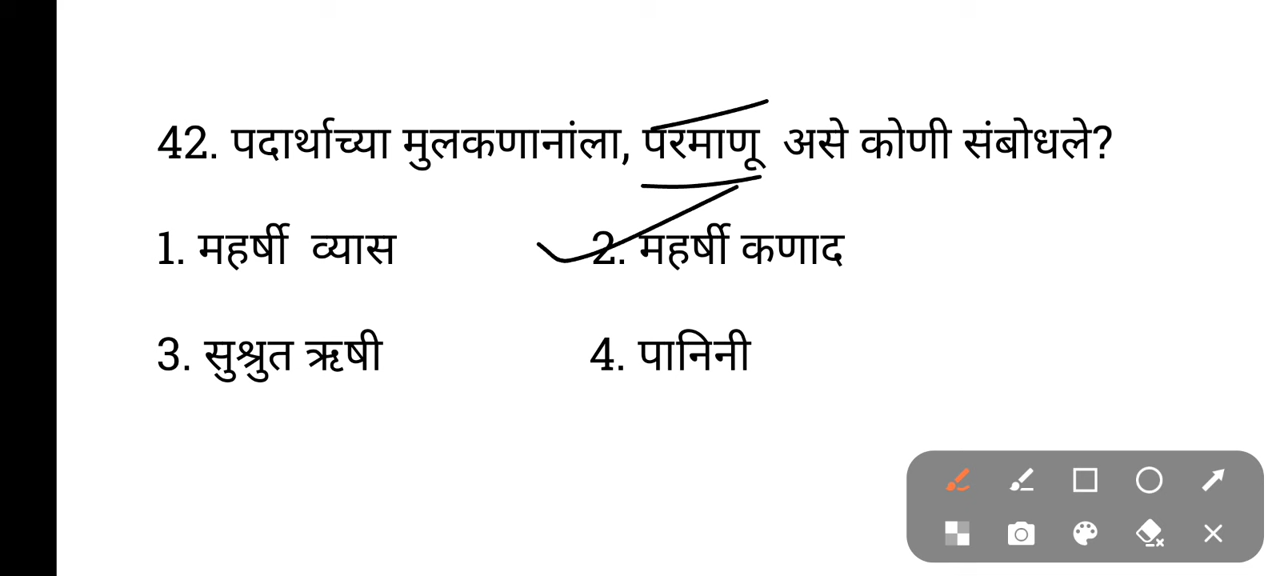 42. पदार्थाच्या मुलकणानांला, परमाणू असे कोणी संबोधले?
1. महर्षी व्यास 2. महर्षी कणाद
3. सुश्रुत ऋषी 4. पानिनी